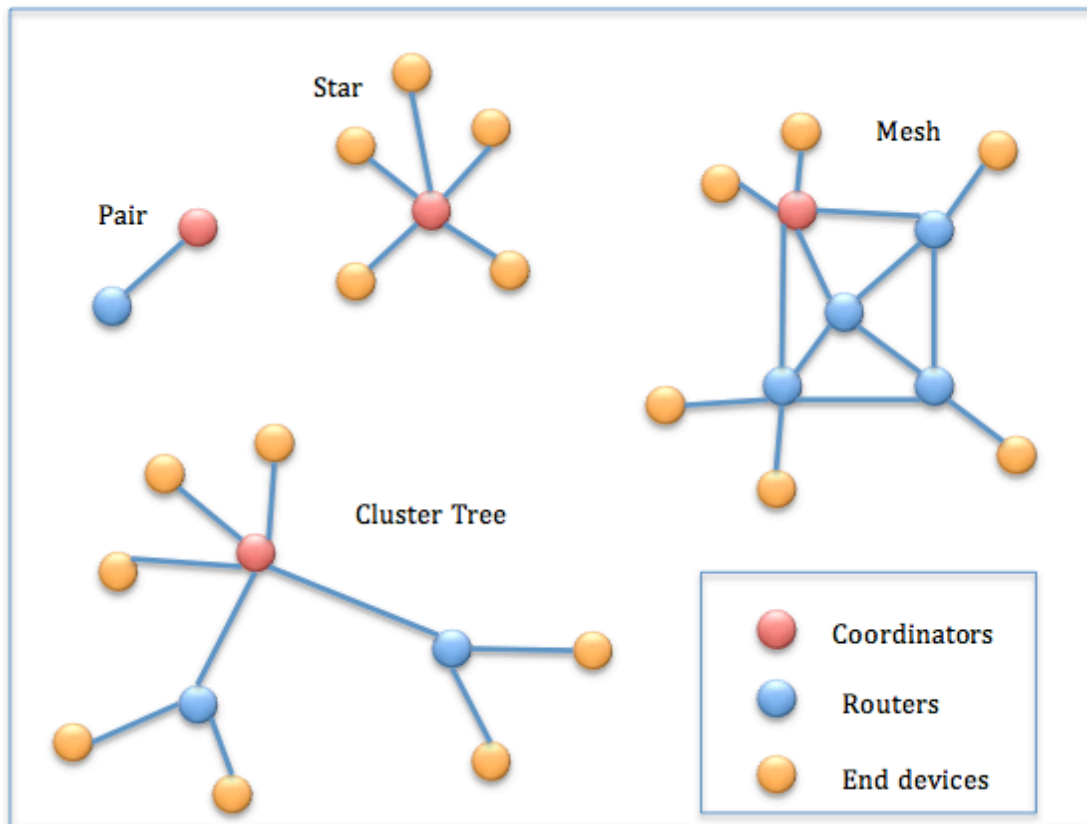 Star
Mesh
Pair
Cluster Tree
Coordinators
Routers
End devices